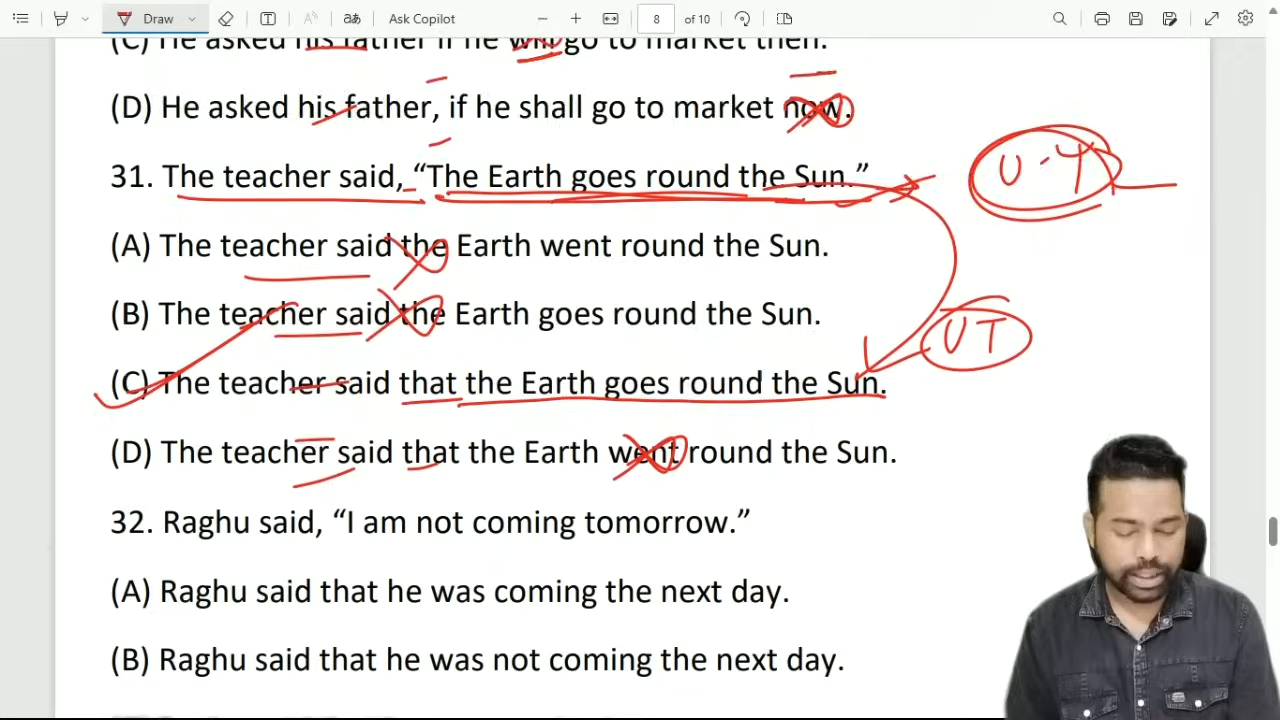 Draw
Ask Copilot
8 of 10
(C) He asked his father if he will go to market then.
(D) He asked his father, if he shall go to market now.
31. The teacher said, “The Earth goes round the Sun.”
U.
(A) The teacher said the Earth went round the Sun.
(B) The teacher said the Earth goes round the Sun.
UT
(C) The teacher said that the Earth goes round the Sun.
(D) The teacher said that the Earth went round the Sun.
32. Raghu said, “I am not coming tomorrow.”
(A) Raghu said that he was coming the next day.
(B) Raghu said that he was not coming the next day.